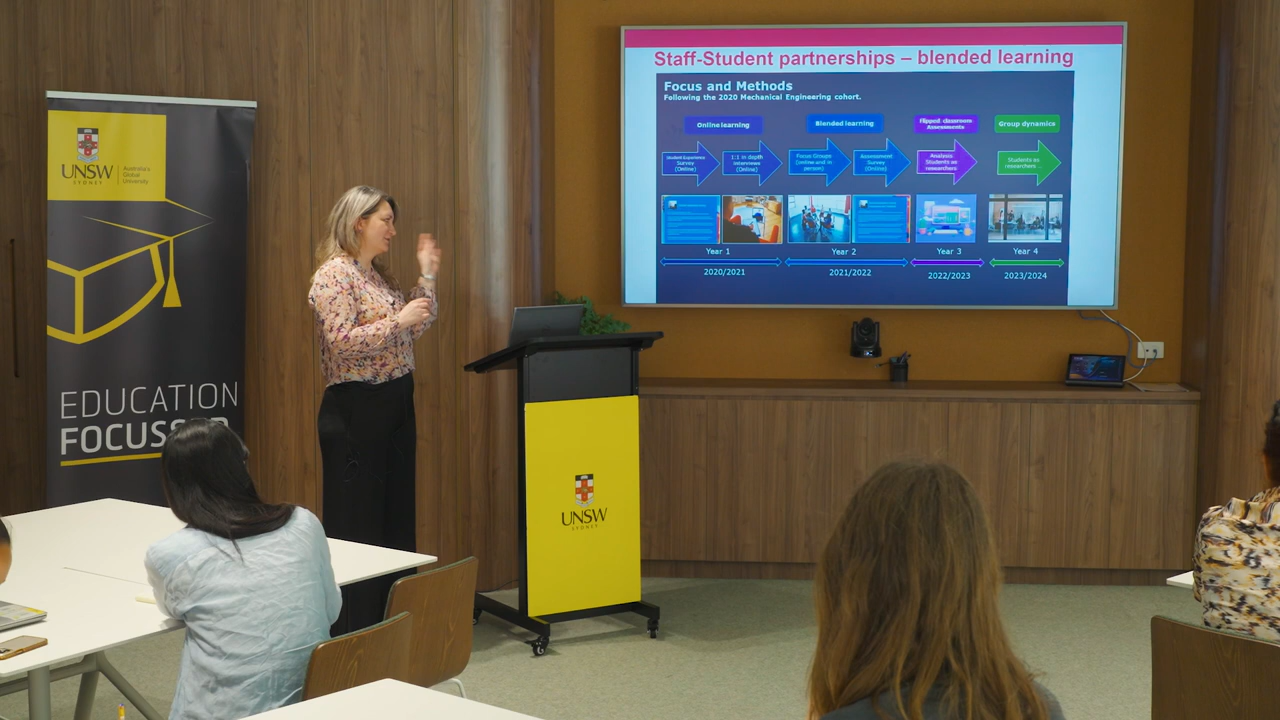 UNSW
SYDNEY
Australia's
Global
University
EDUCATION
FOCUSSED
Staff-Student partnerships – blended learning
Focus and Methods
Following the 2020 Mechanical Engineering cohort.
Online learning
Blended learning
Flipped classroom
Assessments
Group dynamics
Student Experience
Survey
(Online)
1:1 in depth
interviews
(Online)
Focus Groups
(online and in
person)
Assessment
Survey
(Online)
Analysis
Students as
researchers
Students as
researchers ...
Year 1
Year 2
Year 3
Year 4
2020/2021
2021/2022
2022/2023
2023/2024
UNSW
SYDNEY